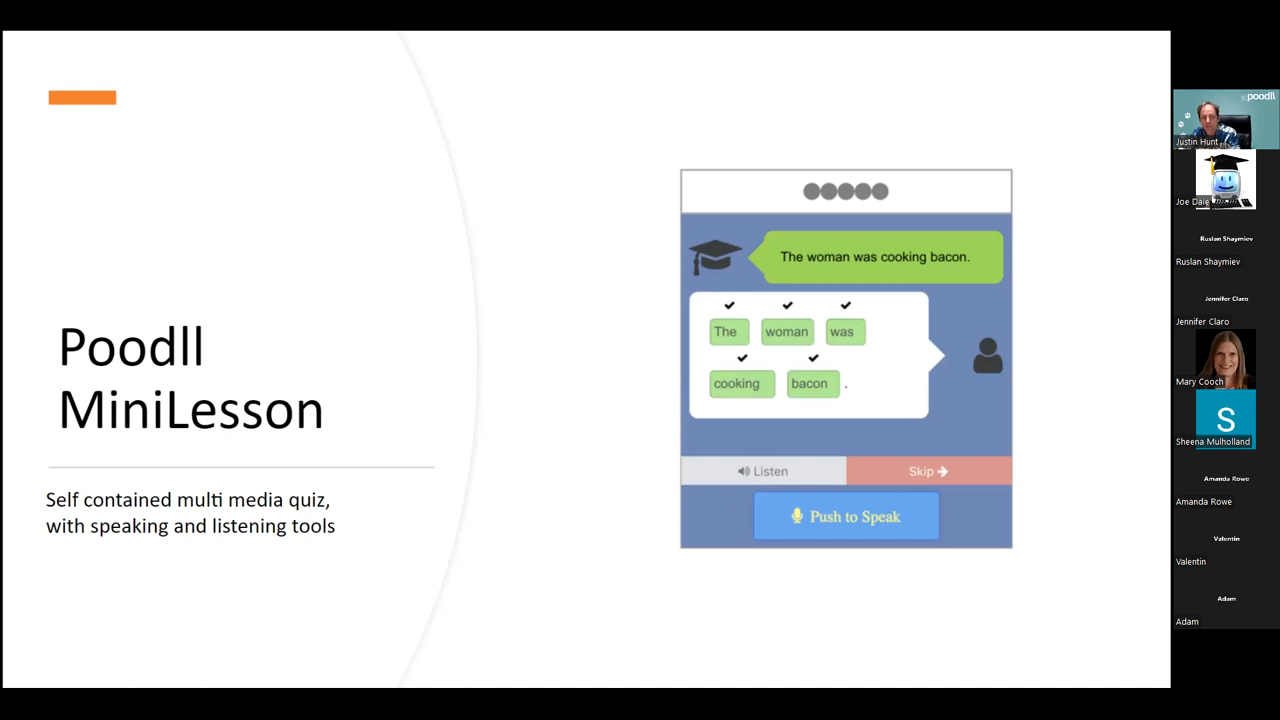 Poodll
MiniLesson
Self contained multi media quiz,
with speaking and listening tools
The woman was cooking bacon.
The woman was
cooking bacon .
Listen
Skip
Push to Speak
poodll
Justin Hunt
Joe Dale
Ruslan Shaymiev
Ruslan Shaymiev
Jennifer Claro
Jennifer Claro
Mary Cooch
S
Sheena Mulholland
Amanda Rowe
Amanda Rowe
Valentin
Valentin
Adam
Adam